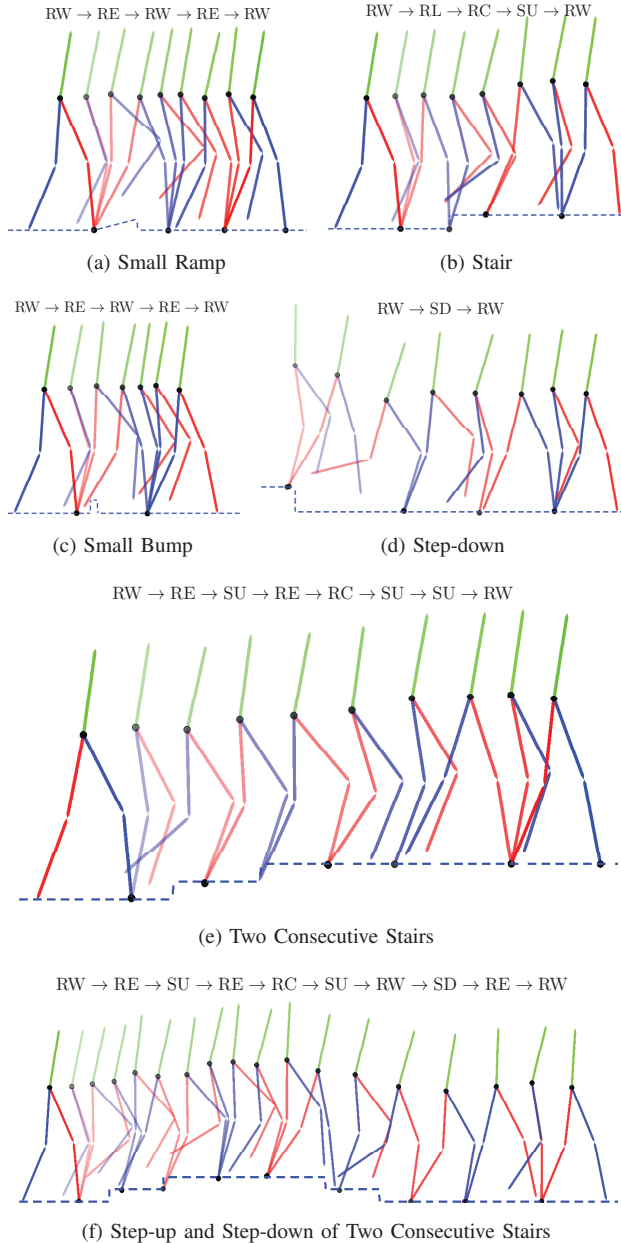 RW → RE → RW → RE → RW
RW → RL → RC → SU → RW
(a) Small Ramp
(b) Stair
RW → RE → RW → RE → RW
RW → SD → RW
(c) Small Bump
(d) Step-down
RW → RE → SU → RE → RC → SU → SU → RW
(e) Two Consecutive Stairs
RW → RE → SU → RE → RC → SU → RW → SD → RE → RW
(f) Step-up and Step-down of Two Consecutive Stairs